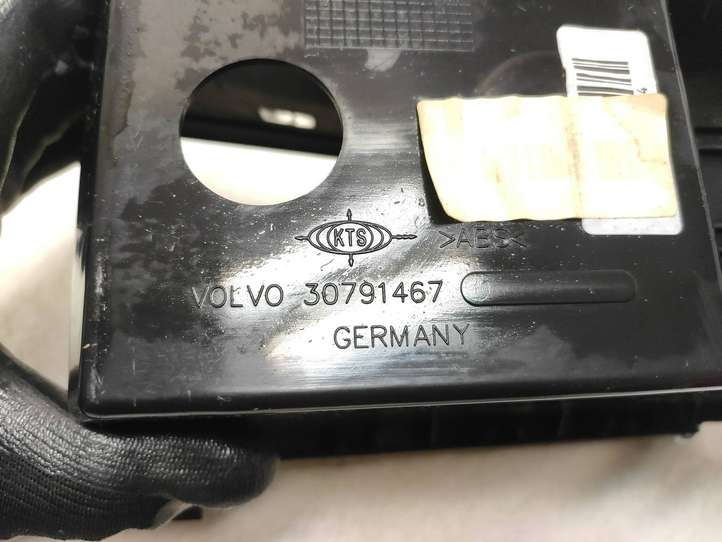 KTS
>ABS<
VOLVO 30791467
GERMANY